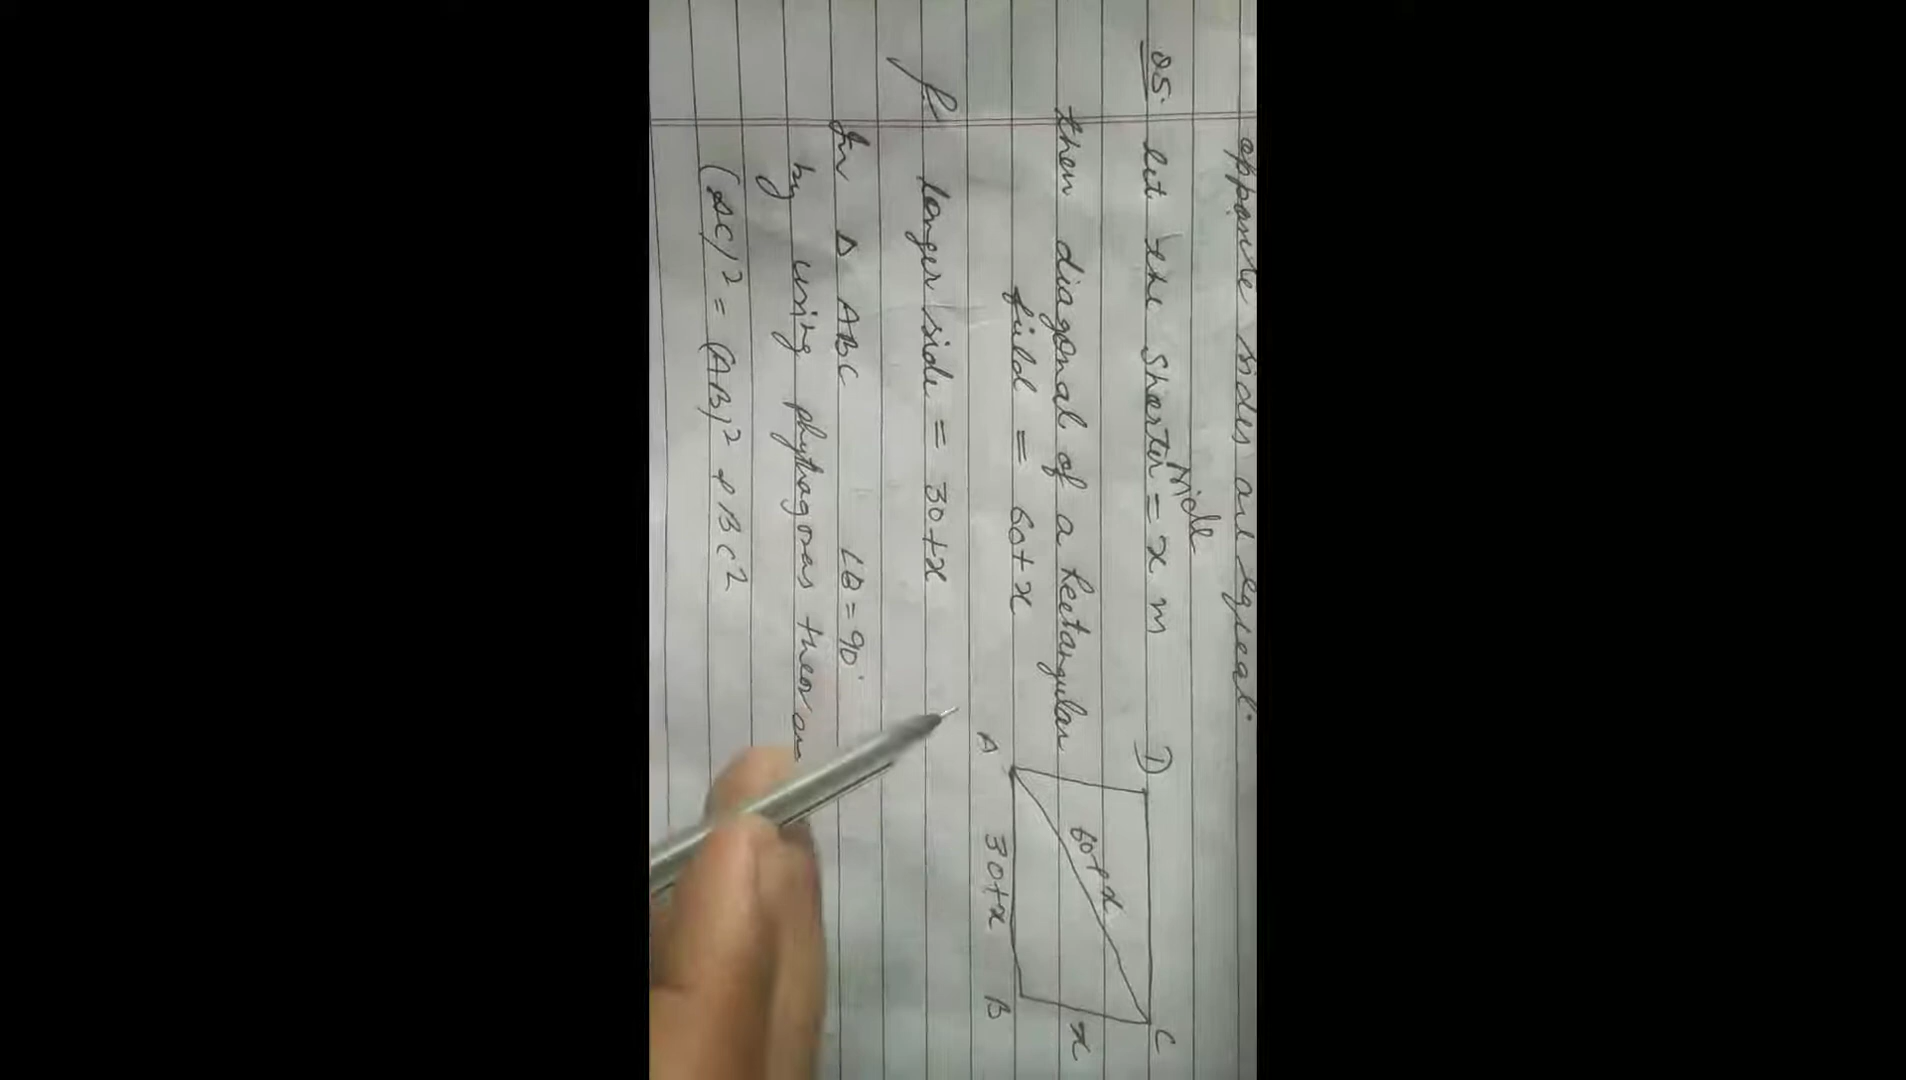 opposite sides are equal.
Q5. let the shorter side = x m
then diagonal of a Rectangular
field = 60+x
longer side = 30+x
In Δ ABC ∠B = 90°
by using phytagoras theorem
(AC)² = (AB)² + BC²
D C
60+x
x
A 30+x B